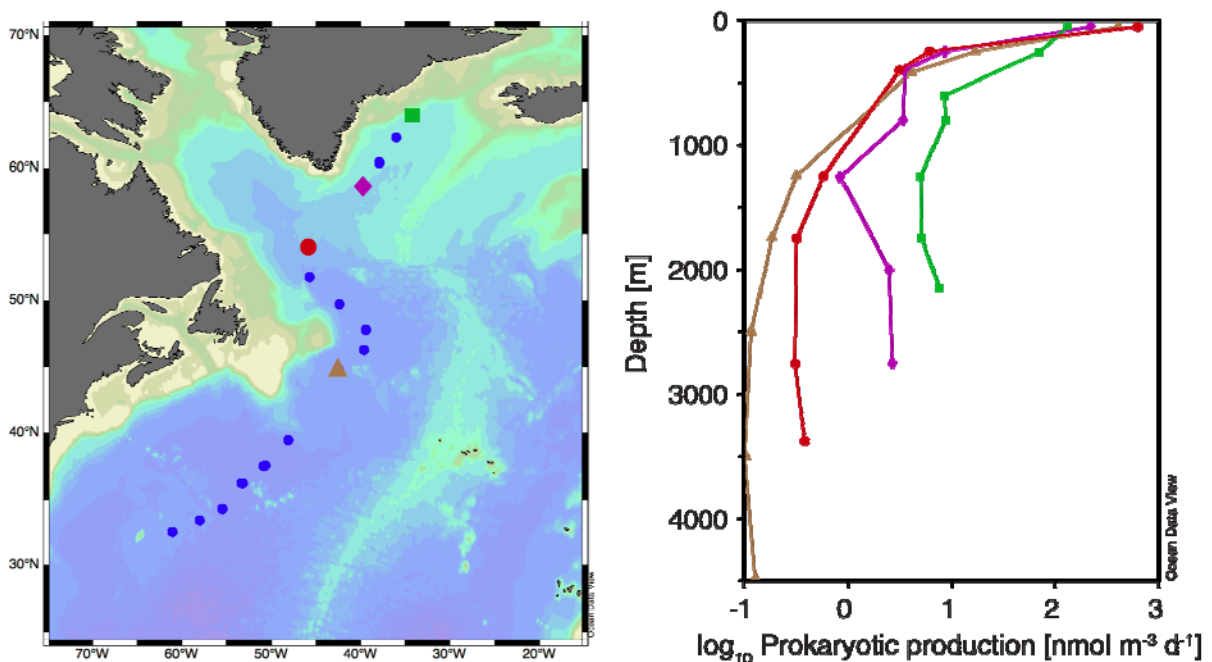 70°N
60°N
50°N
40°N
30°N
70°W 60°W 50°W 40°W 30°W 20°W
Ocean Data View
0
1000
2000
3000
4000
Depth [m]
-1 0 1 2 3
log₁₀ Prokaryotic production [nmol m⁻³ d⁻¹]
Ocean Data View